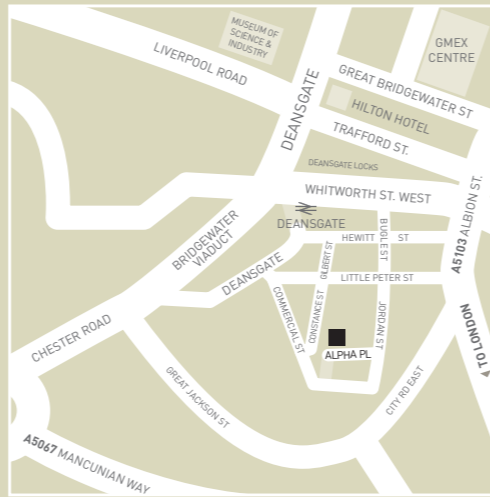 MUSEUM OF
SCIENCE &
INDUSTRY
GMEX
CENTRE
LIVERPOOL ROAD
DEANSGATE
GREAT BRIDGEWATER ST
HILTON HOTEL
TRAFFORD ST.
DEANSGATE LOCKS
WHITWORTH ST. WEST
A5103 ALBION ST.
DEANSGATE
BRIDGEWATER
VIADUCT
HEWITT ST
BUGLE ST
GILBERT ST
DEANSGATE
LITTLE PETER ST
COMMERCIAL ST
CONSTANCE ST
JORDAN ST
TO LONDON
CHESTER ROAD
ALPHA PL
GREAT JACKSON ST
CITY RD EAST
A5067 MANCUNIAN WAY